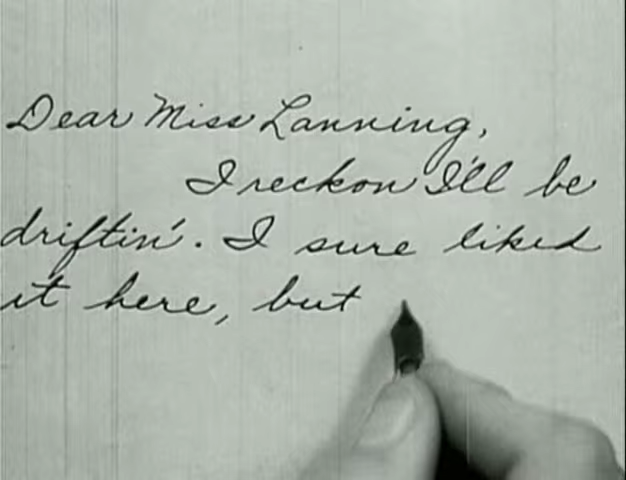 Dear Miss Lanning,
I reckon I'll be
driftin'. I sure liked
it here, but